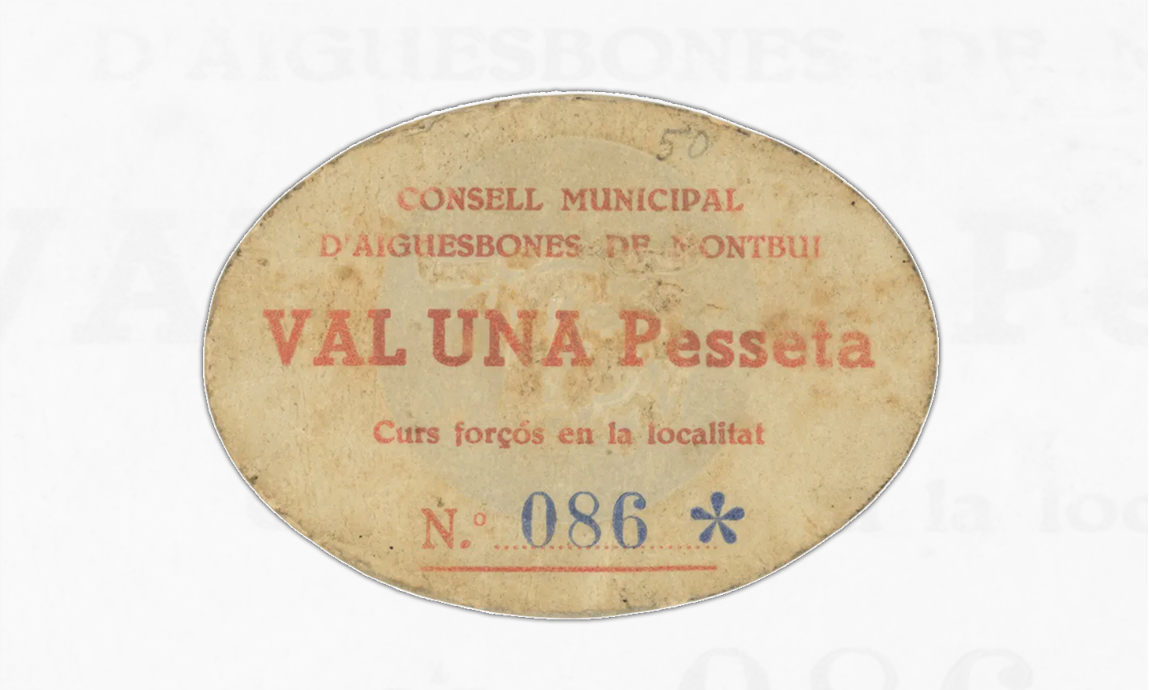 50
CONSELL MUNICIPAL
D'AIGUESBONES DE MONTBUI
VAL UNA Pesseta
Curs forçós en la localitat
N.º 086 *